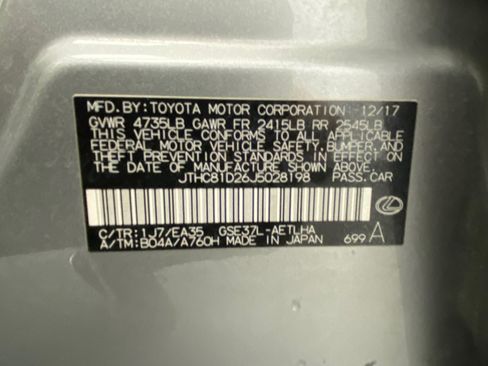 MFD.BY:TOYOTA MOTOR CORPORATION 12/17
GVWR 4735LB GAWR FR 2415LB RR 2545LB
THIS VEHICLE CONFORMS TO ALL APPLICABLE
FEDERAL MOTOR VEHICLE SAFETY,BUMPER,AND
THEFT PREVENTION STANDARDS IN EFFECT ON
THE DATE OF MANUFACTURE SHOWN ABOVE.
JTHC81D26J5028198 PASS.CAR
C/TR:1J7/EA35 GSE37L-AETLHA
A/TM:B04A/A760H MADE IN JAPAN 699 A